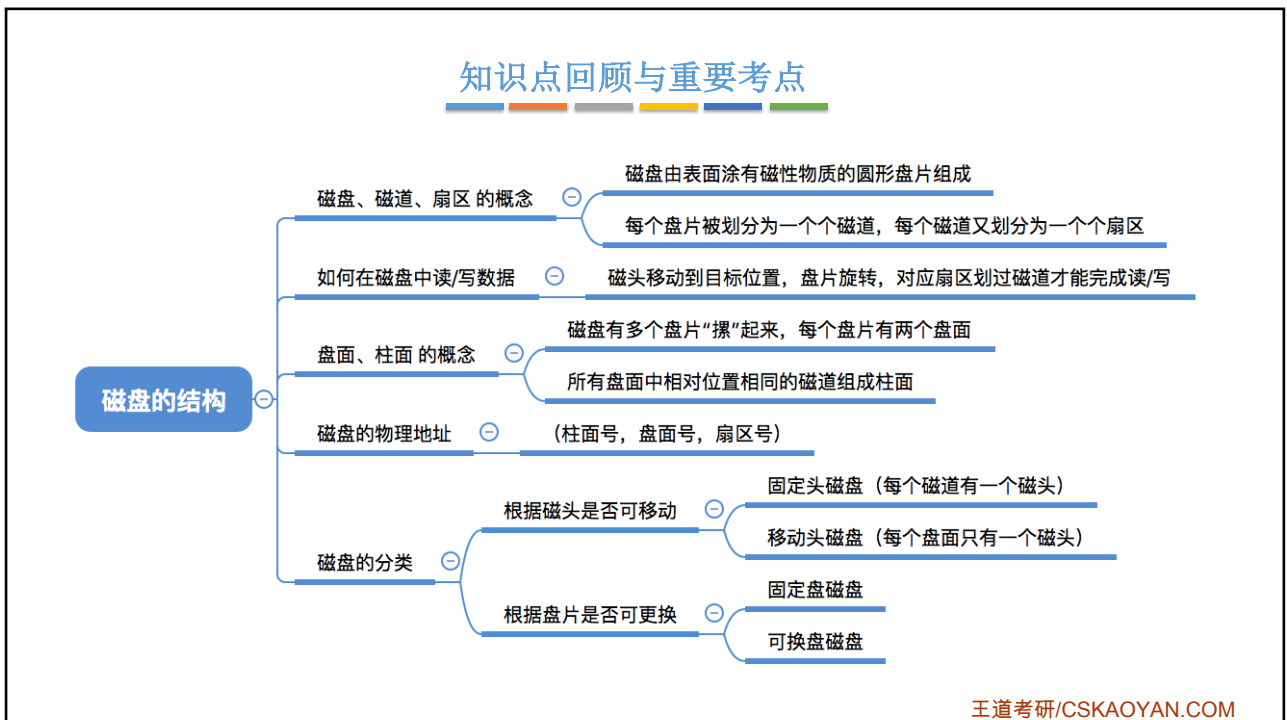 知识点回顾与重要考点
磁盘的结构
磁盘、磁道、扇区 的概念
磁盘由表面涂有磁性物质的圆形盘片组成
每个盘片被划分为一个个磁道，每个磁道又划分为一个个扇区
如何在磁盘中读/写数据
磁头移动到目标位置，盘片旋转，对应扇区划过磁道才能完成读/写
盘面、柱面 的概念
磁盘有多个盘片“摞”起来，每个盘片有两个盘面
所有盘面中相对位置相同的磁道组成柱面
磁盘的物理地址
（柱面号，盘面号，扇区号）
磁盘的分类
根据磁头是否可移动
固定头磁盘（每个磁道有一个磁头）
移动头磁盘（每个盘面只有一个磁头）
根据盘片是否可更换
固定盘磁盘
可换盘磁盘
王道考研/CSKAOYAN.COM